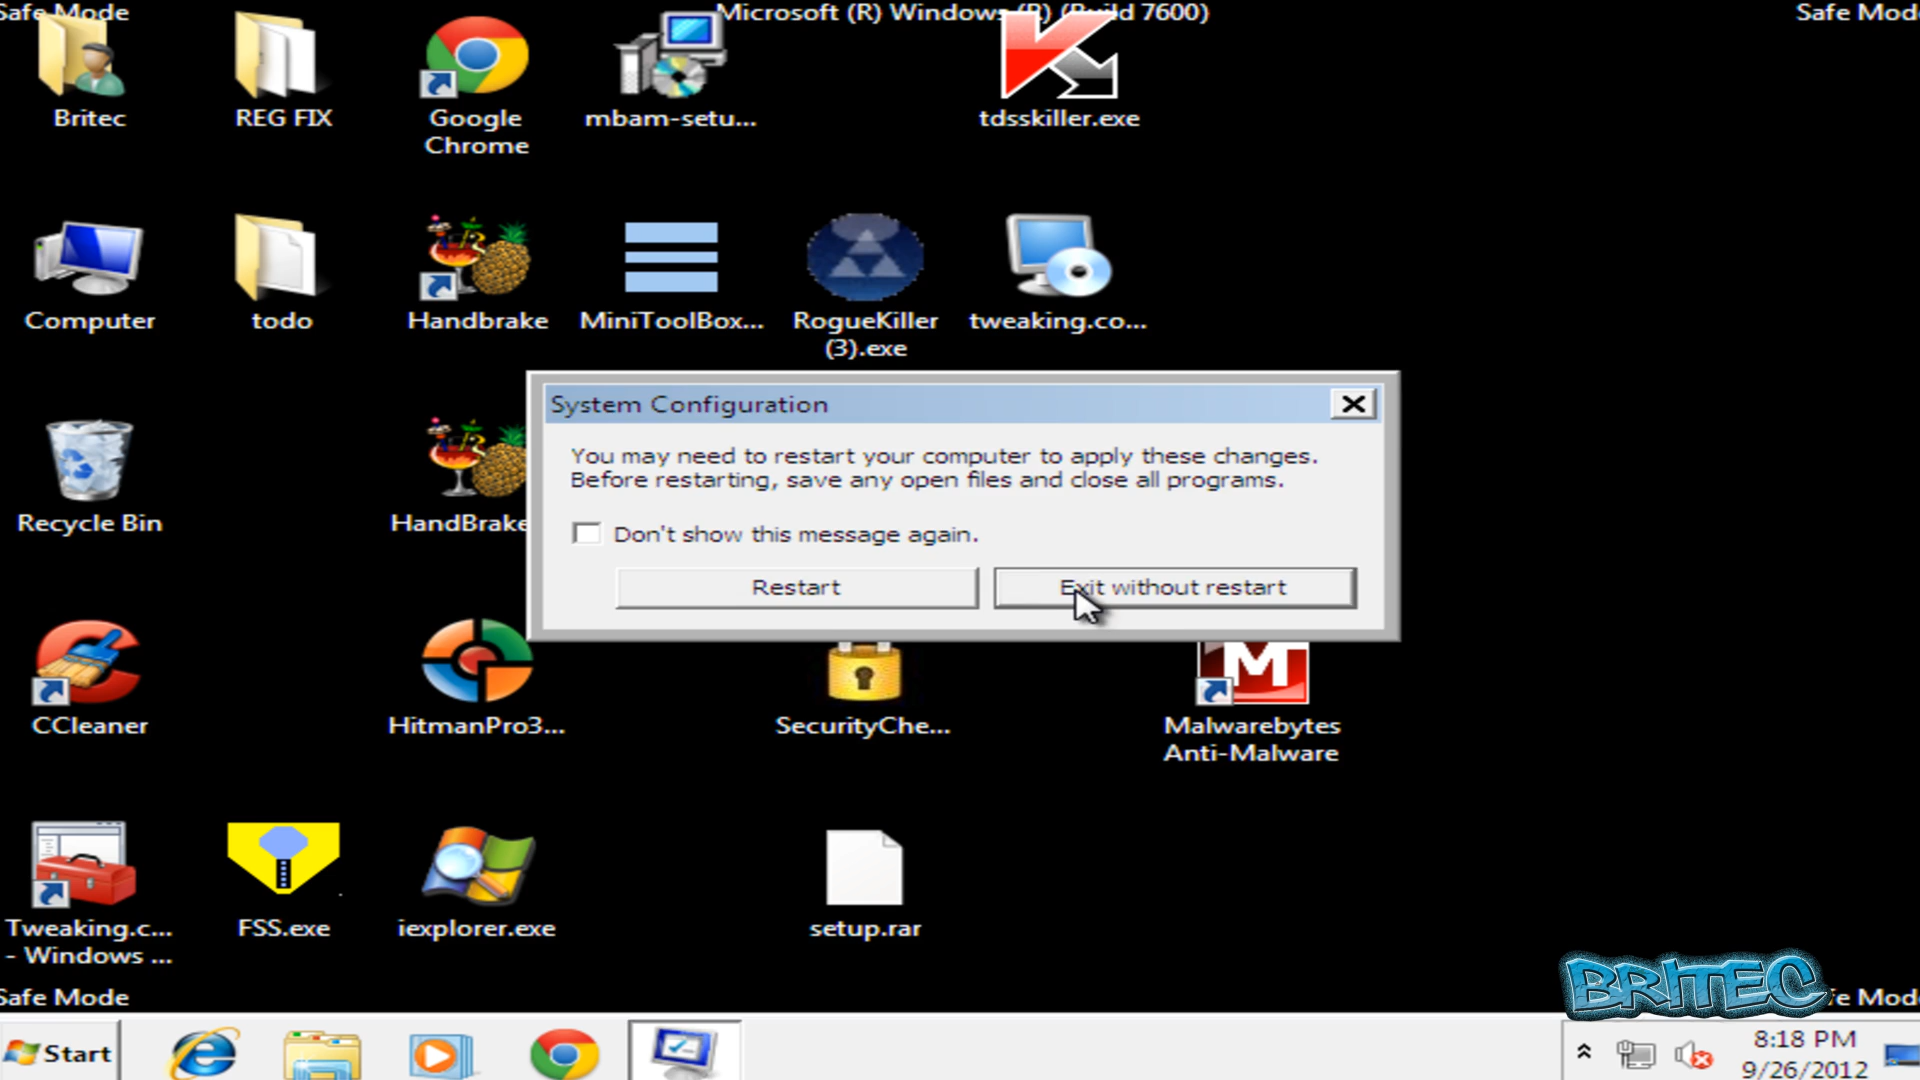 Safe Mode
Microsoft (R) Windows (R) (Build 7600)
Safe Mod
Britec
REG FIX
Google
Chrome
mbam-setu...
tdsskiller.exe
Computer
todo
Handbrake
MiniToolBox...
RogueKiller
(3).exe
tweaking.co...
System Configuration
You may need to restart your computer to apply these changes.
Before restarting, save any open files and close all programs.
Don't show this message again.
Restart
Exit without restart
Recycle Bin
HandBrake
CCleaner
HitmanPro3...
SecurityChe...
Malwarebytes
Anti-Malware
Tweaking.c...
- Windows ...
FSS.exe
iexplorer.exe
setup.rar
Safe Mode
BRITEC
fe Mod
Start
8:18 PM
9/26/2012